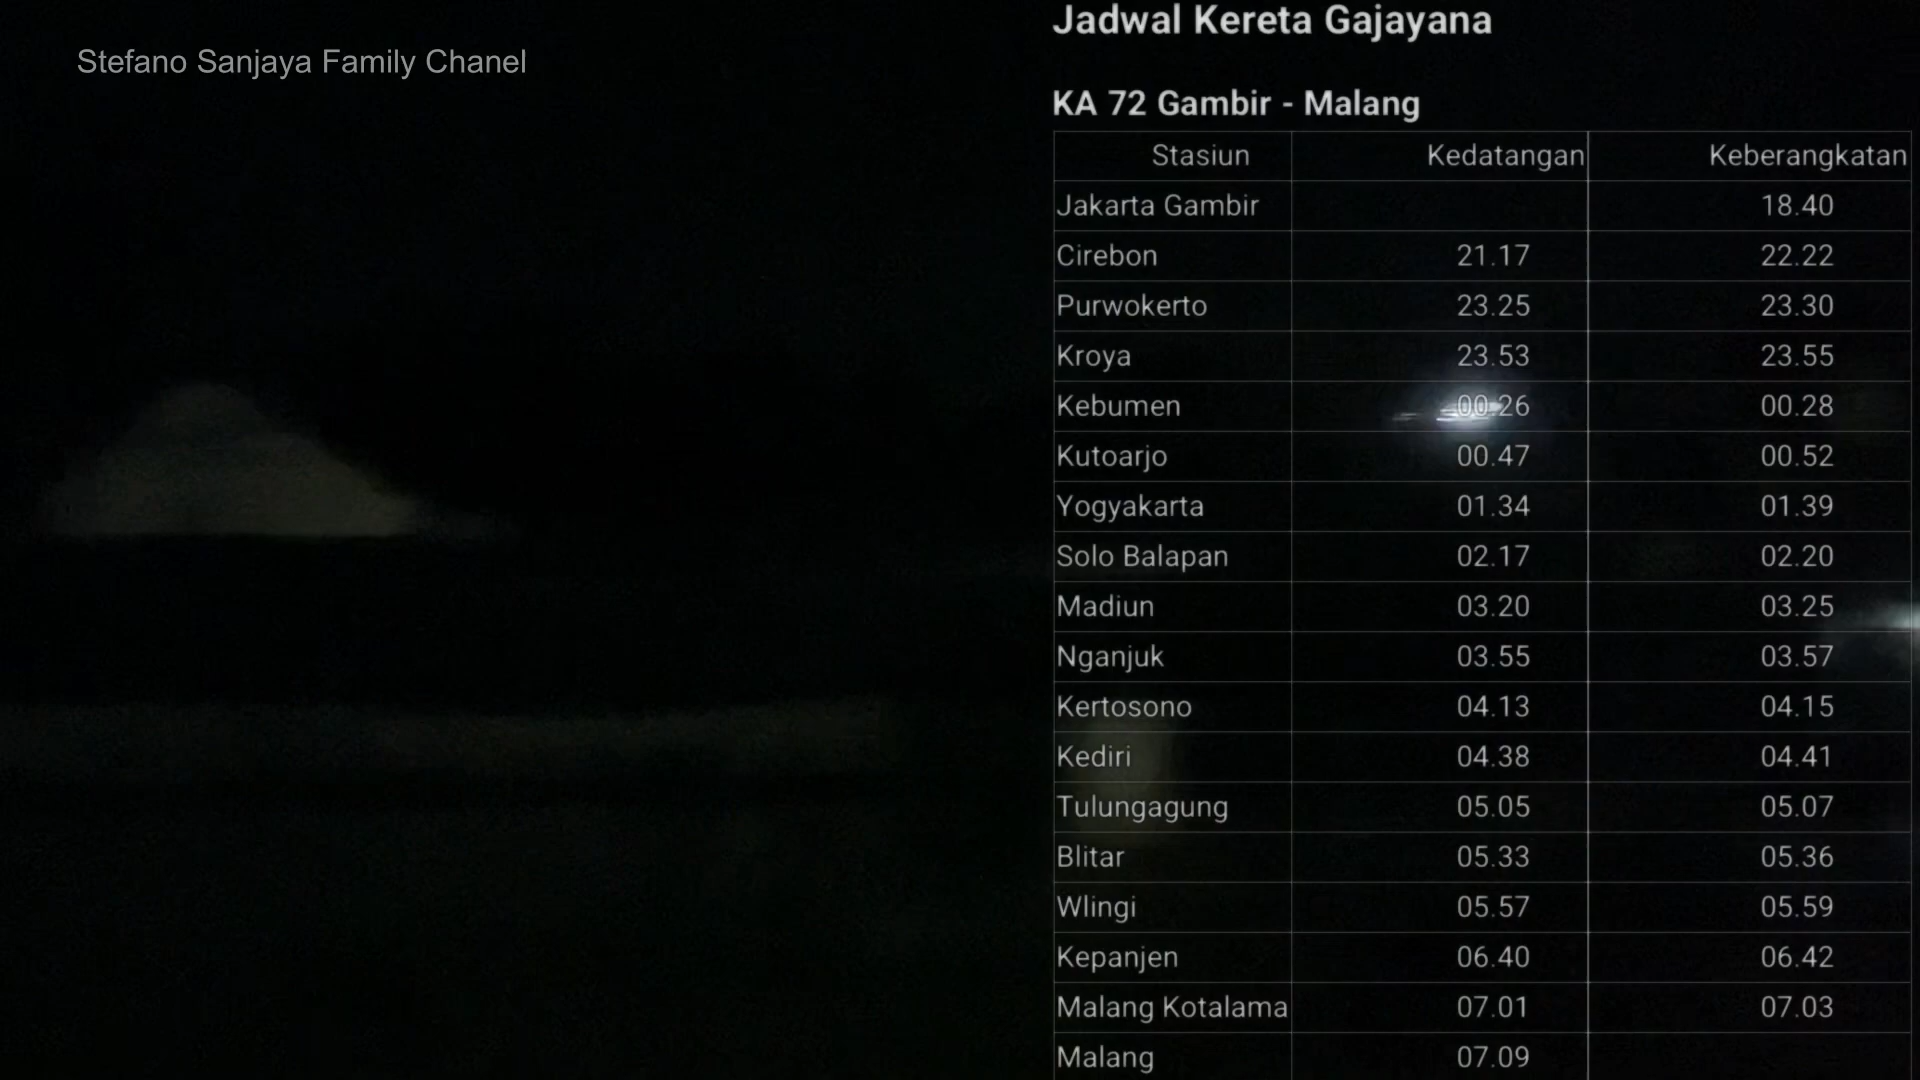 Stefano Sanjaya Family Chanel
Jadwal Kereta Gajayana
KA 72 Gambir - Malang
Stasiun Kedatangan Keberangkatan
Jakarta Gambir 18.40
Cirebon 21.17 22.22
Purwokerto 23.25 23.30
Kroya 23.53 23.55
Kebumen 00.26 00.28
Kutoarjo 00.47 00.52
Yogyakarta 01.34 01.39
Solo Balapan 02.17 02.20
Madiun 03.20 03.25
Nganjuk 03.55 03.57
Kertosono 04.13 04.15
Kediri 04.38 04.41
Tulungagung 05.05 05.07
Blitar 05.33 05.36
Wlingi 05.57 05.59
Kepanjen 06.40 06.42
Malang Kotalama 07.01 07.03
Malang 07.09